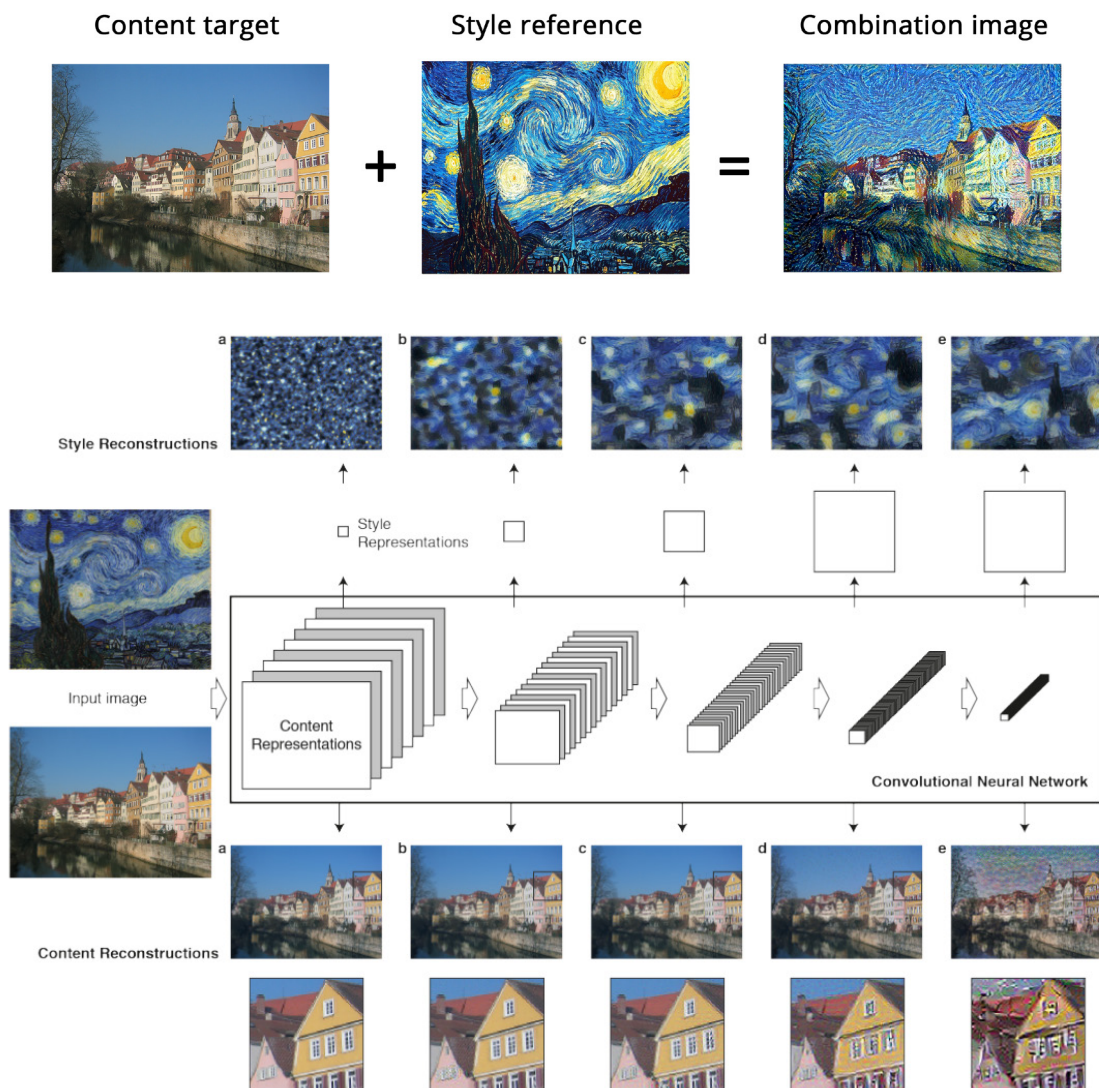 Content target
Style reference
Combination image
+
=
a
b
c
d
e
Style Reconstructions
Style
Representations
Input image
Content
Representations
Convolutional Neural Network
a
b
c
d
e
Content Reconstructions